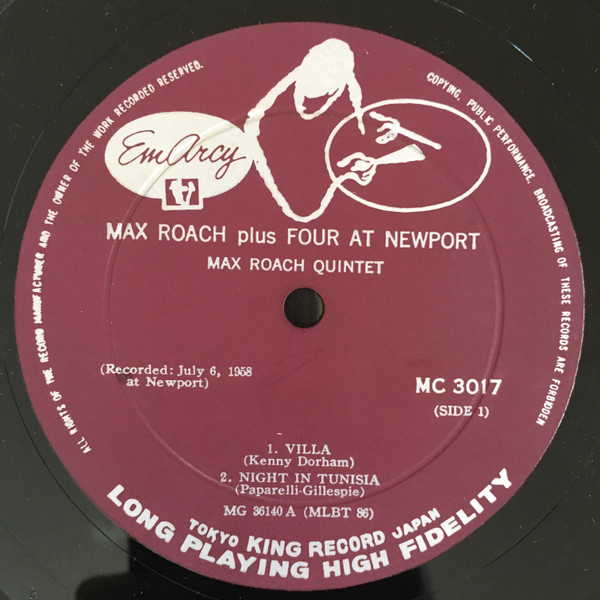 ALL RIGHTS OF THE RECORD MANUFACTURER AND THE OWNER OF THE WORK RECORDED RESERVED.
COPYING, PUBLIC PERFORMANCE, BROADCASTING OF THESE RECORDS ARE FORBIDDEN
EmArcy
MAX ROACH plus FOUR AT NEWPORT
MAX ROACH QUINTET
(Recorded: July 6, 1958
at Newport)
MC 3017
(SIDE 1)
1. VILLA
(Kenny Dorham)
2. NIGHT IN TUNISIA
(Paparelli-Gillespie)
MG 36140 A (MLBT 86)
TOKYO KING RECORD JAPAN
LONG PLAYING HIGH FIDELITY